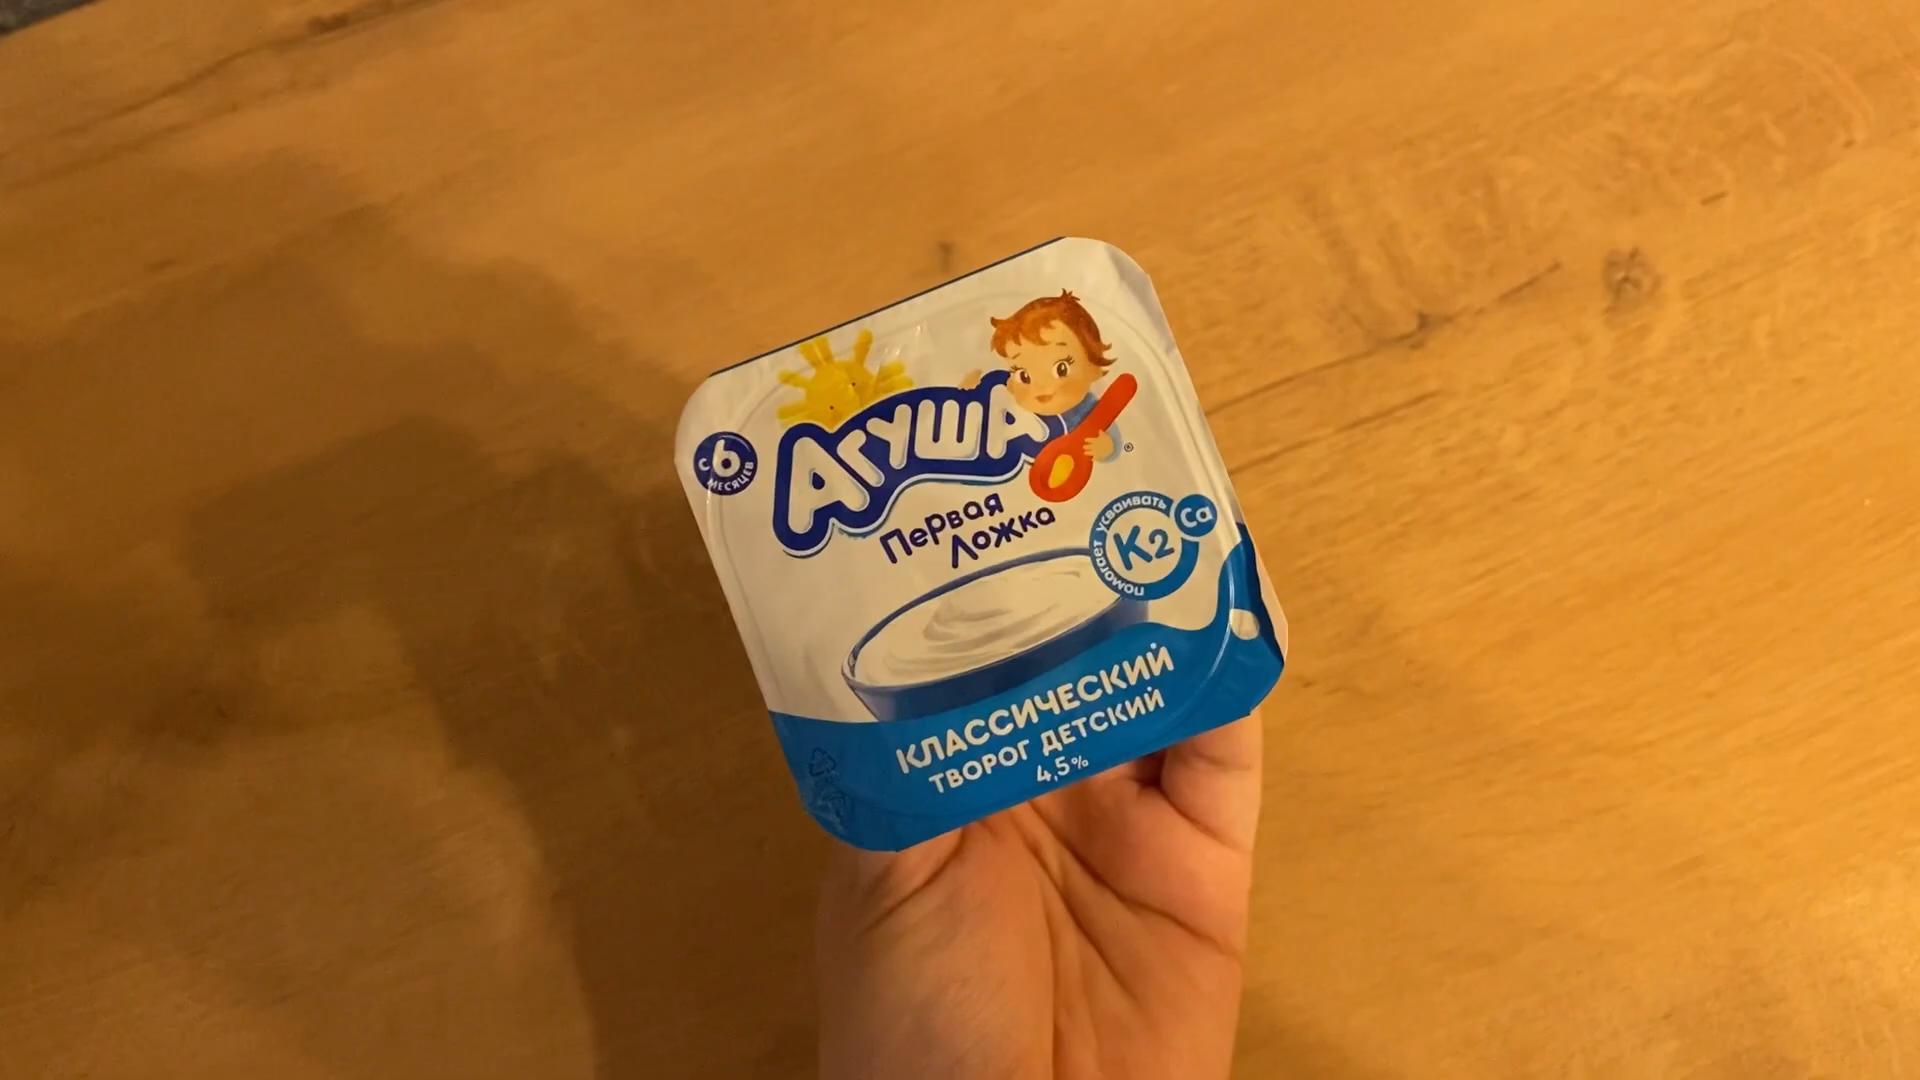 АГУША
с 6 месяцев
Первая
Ложка
помогает усваивать
K2
Ca
®
КЛАССИЧЕСКИЙ
ТВОРОГ ДЕТСКИЙ
4,5%